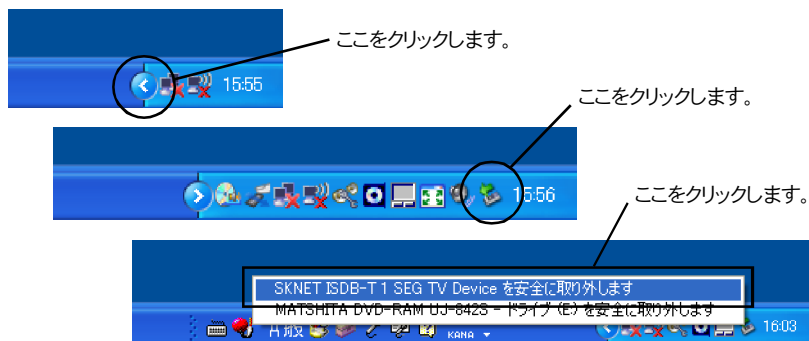 ここをクリックします。
15:55
ここをクリックします。
15:56
ここをクリックします。
SKNET ISDB-T 1 SEG TV Device を安全に取り外します
MATSHITA DVD-RAM UJ-842S - ドライブ (E:) を安全に取り外します
A 般 KANA 16:03